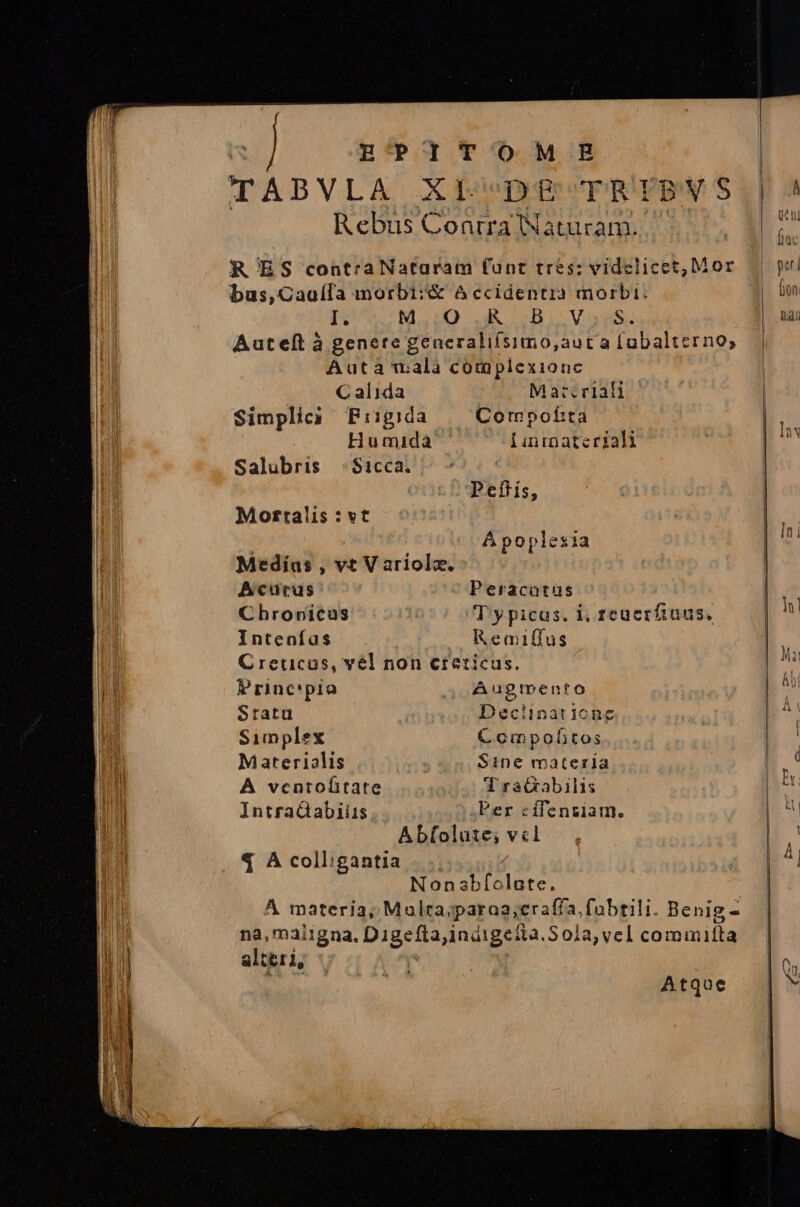 EPITOME
TABVLA XI. DE TRIBVS
Rebus Contra Naturam.
RES contra Naturam ſunt tres: videlicet, Mor
bus, Cauſſa morbi: & Accidentia morbi.
I. MORBVS.
Aut eſt à genere generaliſsimo, aut a ſubalterno,
Aut a mala complexione
Calida Materiali
Simplici Frigida Compoſita
Humida Inmateriali
Salubris Sicca.
Peſtis,
Mortalis : vt
Apoplexia
Medius , vt Variolæ.
Acutus Peracutus
Chronicus Typicus. i. reuerſiuus.
Intenſus Remiſſus
Creticus, vel non creticus.
Principio Augmento
Statu Declinatione
Simplex Compoſitos
Materialis Sine materia
A ventoſitate Tractabilis
Intractabilis Per eſſentiam.
Abſolute, vel
¶ A colligantia
Non abſolute.
A materia, Multa, parua, craſſa, ſubtili. Benig-
na, maligna. Digeſta, indigeſta. Sola, vel commiſta
alteri,
Atque